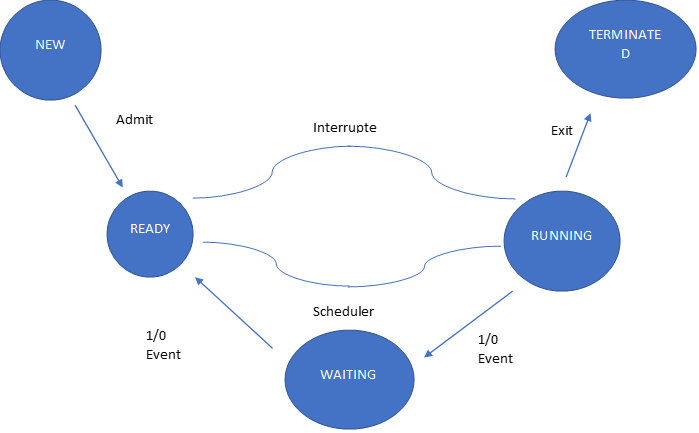 NEW
TERMINATE
D
Admit
Interrupte
Exit
READY
RUNNING
Scheduler
1/0
Event
1/0
Event
WAITING